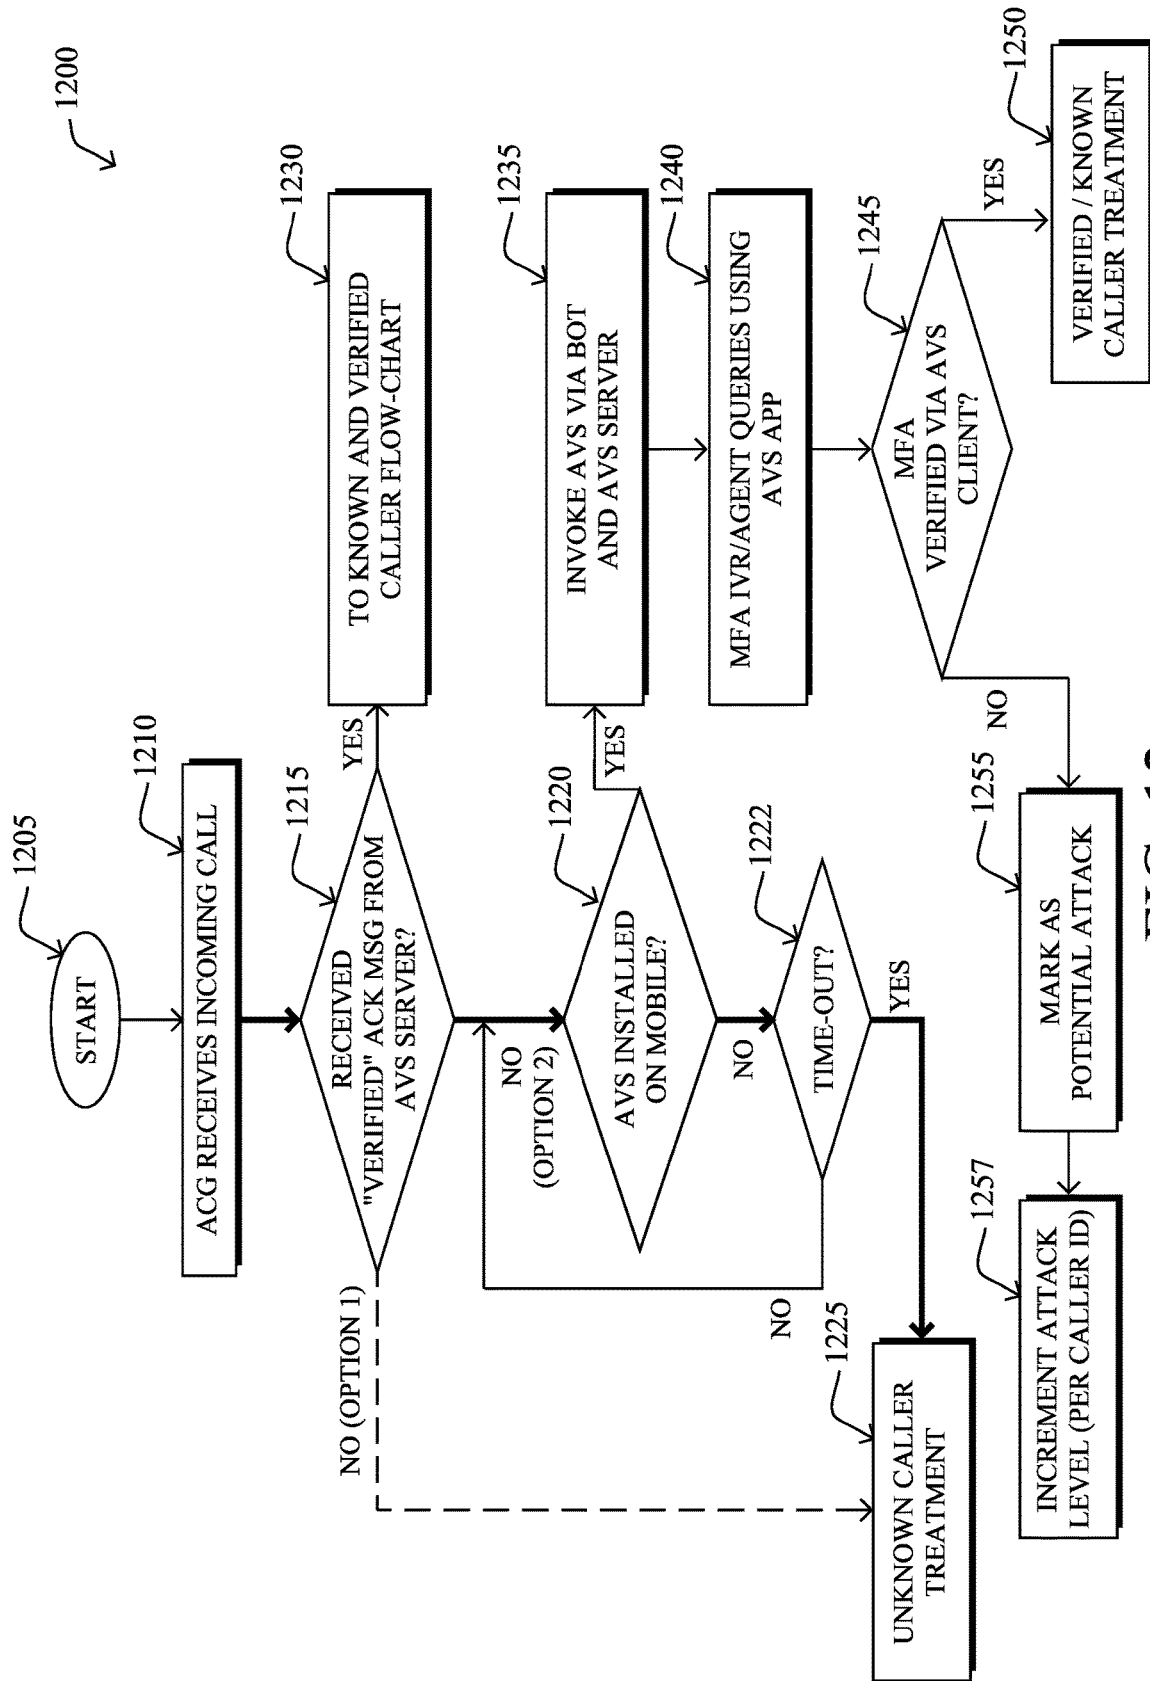 1200
1205
START
1210
ACG RECEIVES INCOMING CALL
1215
RECEIVED
"VERIFIED" ACK MSG FROM
AVS SERVER?
YES
1230
TO KNOWN AND VERIFIED
CALLER FLOW-CHART
NO (OPTION 1)
NO
(OPTION 2)
1220
AVS INSTALLED
ON MOBILE?
YES
1235
INVOKE AVS VIA BOT
AND AVS SERVER
NO
1222
TIME-OUT?
NO
YES
1240
MFA IVR/AGENT QUERIES USING
AVS APP
1225
UNKNOWN CALLER
TREATMENT
1245
MFA
VERIFIED VIA AVS
CLIENT?
YES
1250
VERIFIED / KNOWN
CALLER TREATMENT
NO
1255
MARK AS
POTENTIAL ATTACK
1257
INCREMENT ATTACK
LEVEL (PER CALLER ID)